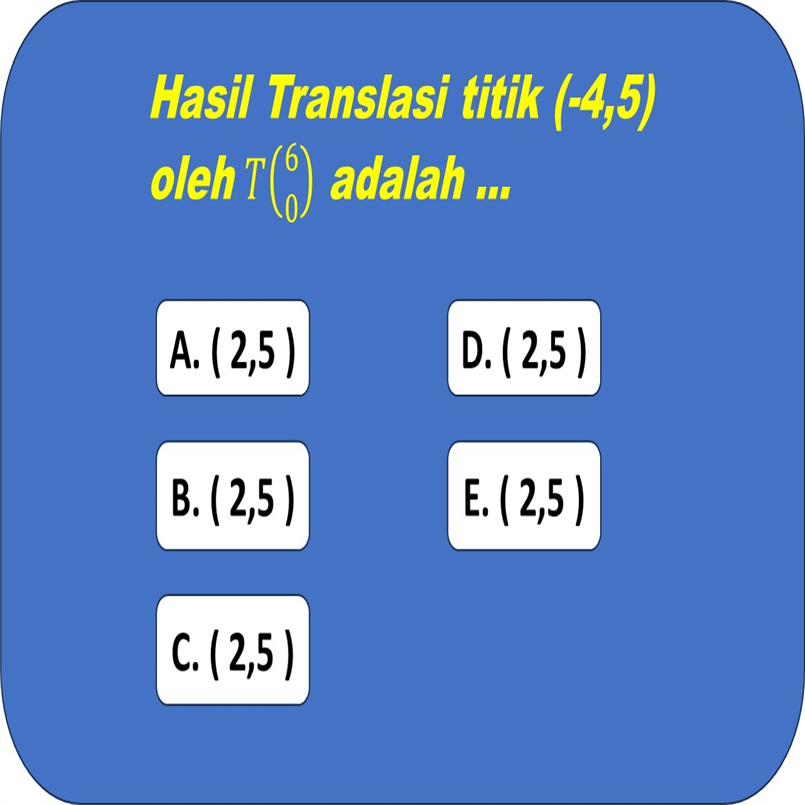 Hasil Translasi titik (-4,5)
oleh T(6 0) adalah ...
A. ( 2,5 )
B. ( 2,5 )
C. ( 2,5 )
D. ( 2,5 )
E. ( 2,5 )